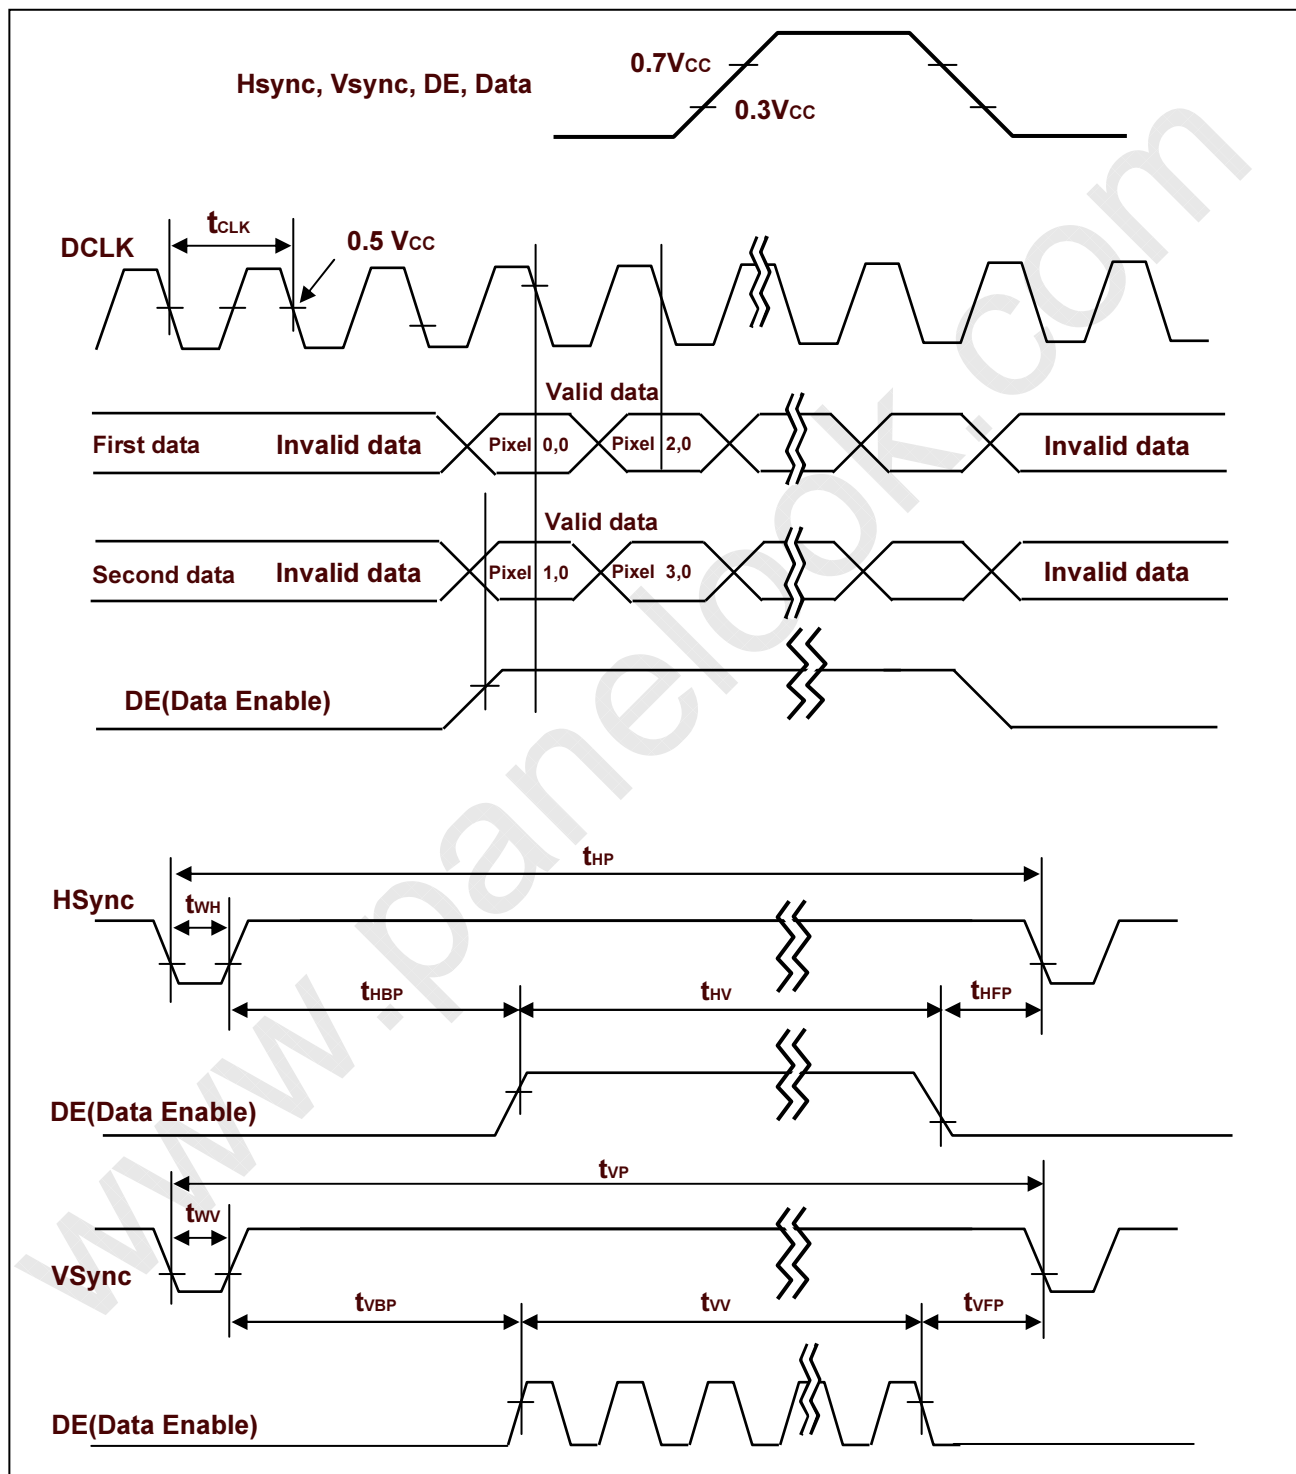 0.7VCC
Hsync, Vsync, DE, Data
0.3VCC
tCLK
DCLK
0.5 VCC
Valid data
First data
Invalid data
Pixel 0,0
Pixel 2,0
Invalid data
Valid data
Second data
Invalid data
Pixel 1,0
Pixel 3,0
Invalid data
DE(Data Enable)
tHP
HSync
tWH
tHBP
tHV
tHFP
DE(Data Enable)
tVP
tWV
VSync
tVBP
tVV
tVFP
DE(Data Enable)
www.panelook.com